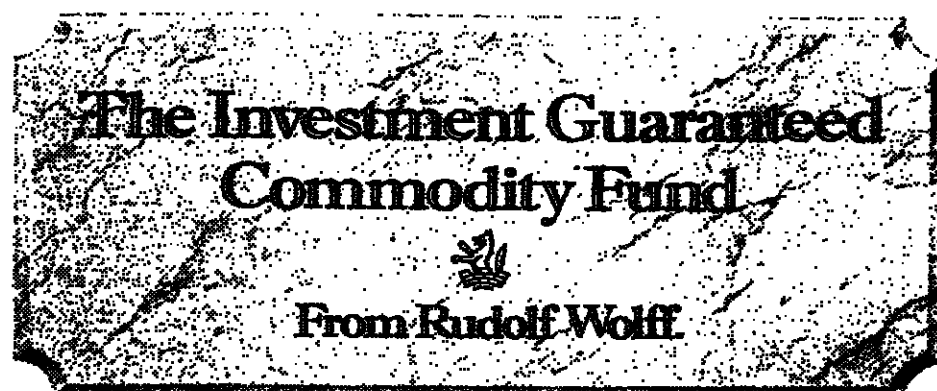 The Investment Guaranteed
Commodity Fund
From Rudolf Wolff.